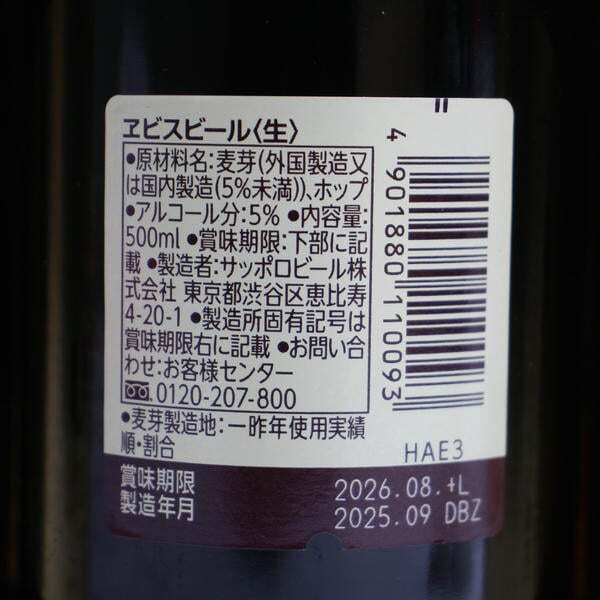 ヱビスビール〈生〉
●原材料名:麦芽(外国製造又
は国内製造(5%未満))、ホップ
●アルコール分:5% ●内容量:
500ml ●賞味期限:下部に記
載 ●製造者:サッポロビール株
式会社 東京都渋谷区恵比寿
4-20-1 ●製造所固有記号は
賞味期限右に記載 ●お問い合
わせ:お客様センター
0120-207-800
●麦芽製造地:一昨年使用実績
順・割合
4 901880 110093
HAE3
賞味期限 2026.08.+L
製造年月 2025.09 DBZ